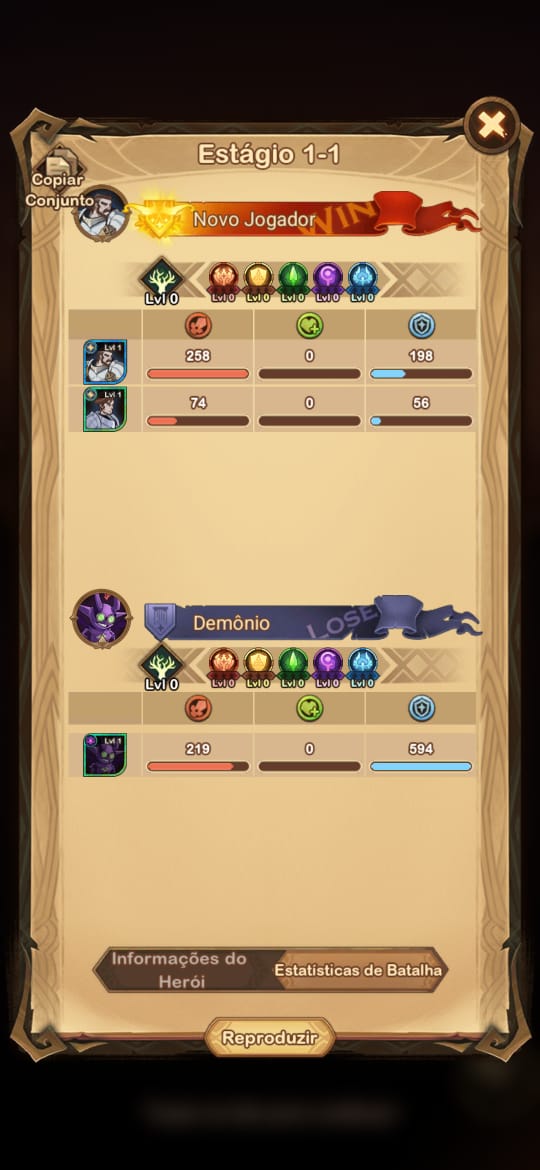 Estágio 1-1
Copiar
Conjunto
Novo Jogador
WIN
Lvl 0
Lvl 0 Lvl 0 Lvl 0 Lvl 0 Lvl 0
Lvl 1
258 0 198
Lvl 1
74 0 56
Demônio
LOSE
Lvl 0
Lvl 0 Lvl 0 Lvl 0 Lvl 0 Lvl 0
Lvl 1
219 0 594
Informações do
Herói
Estatísticas de Batalha
Reproduzir